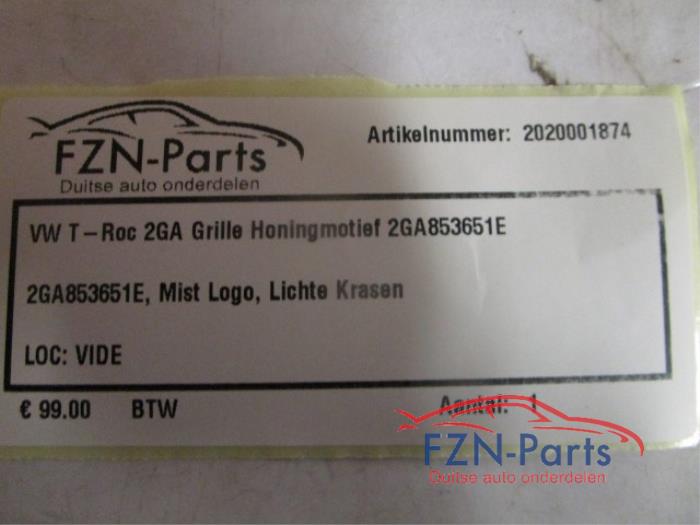 FZN-Parts
Duitse auto onderdelen
Artikelnummer: 2020001874
VW T-Roc 2GA Grille Honingmotief 2GA853651E
2GA853651E, Mist Logo, Lichte Krasen
LOC: VIDE
€ 99.00 BTW Aantal: 1
FZN-Parts
Duitse auto onderdelen